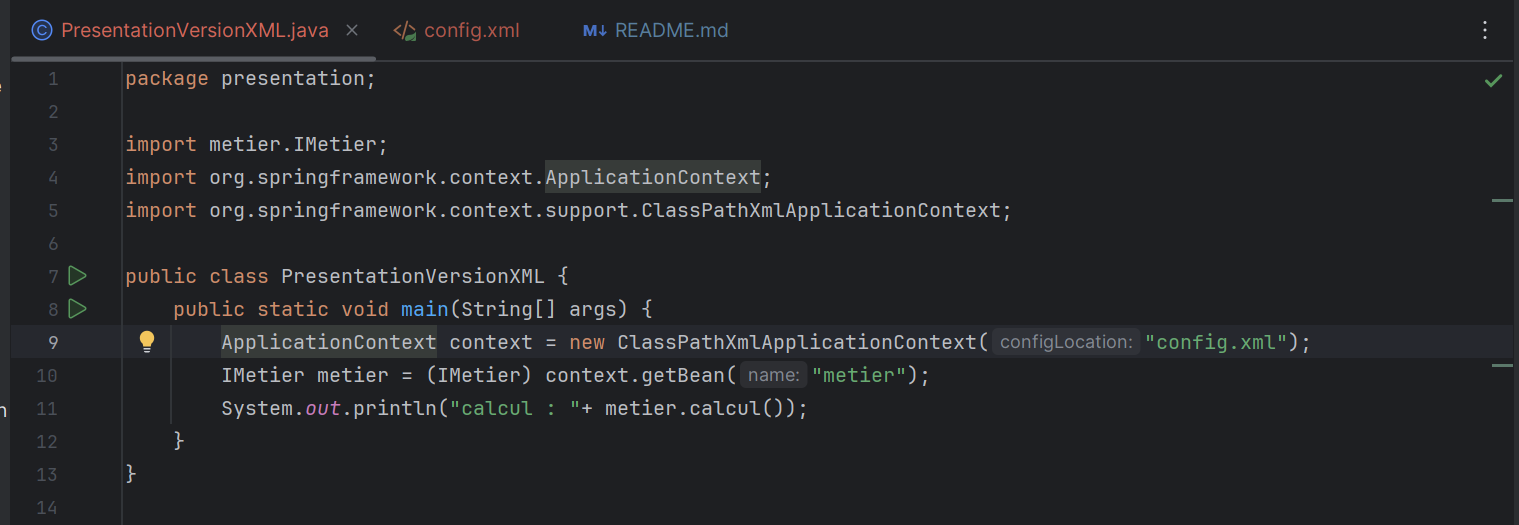 PresentationVersionXML.java config.xml M↓ README.md
1 package presentation;
2
3 import metier.IMetier;
4 import org.springframework.context.ApplicationContext;
5 import org.springframework.context.support.ClassPathXmlApplicationContext;
6
7 public class PresentationVersionXML {
8 public static void main(String[] args) {
9 ApplicationContext context = new ClassPathXmlApplicationContext( configLocation: "config.xml");
10 IMetier metier = (IMetier) context.getBean( name: "metier");
11 System.out.println("calcul : "+ metier.calcul());
12 }
13 }
14